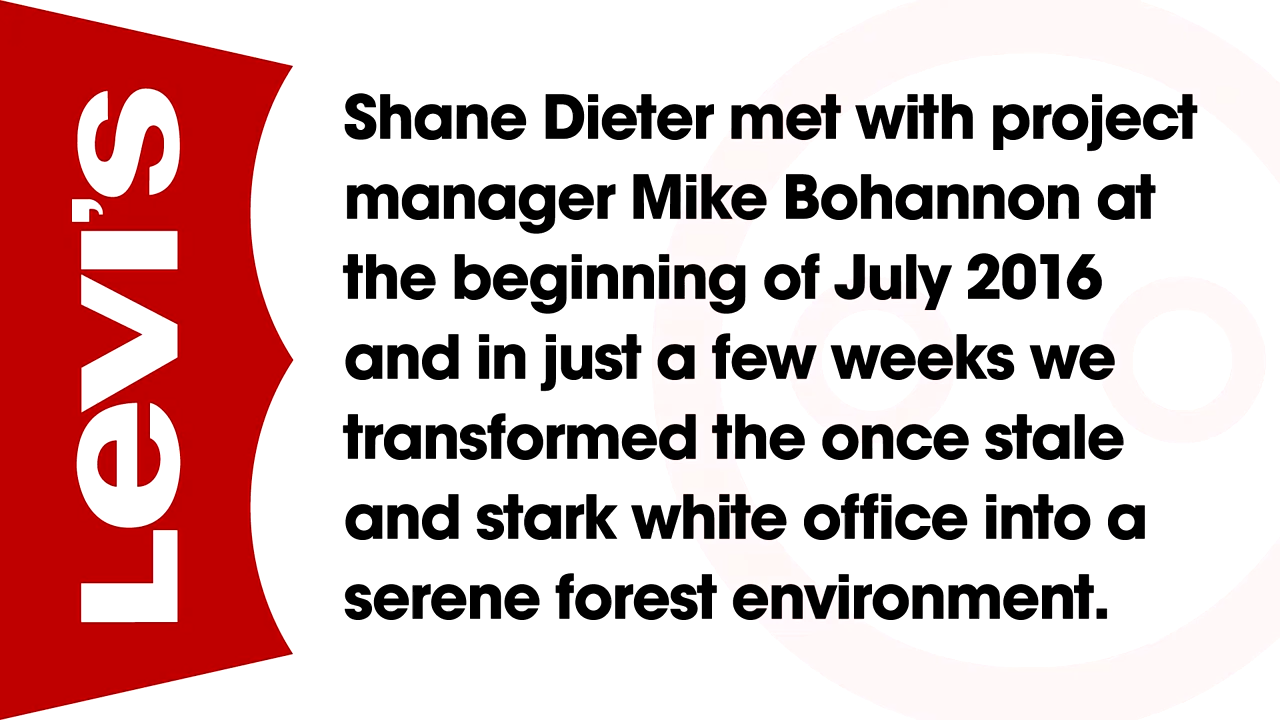 Levi's
Shane Dieter met with project
manager Mike Bohannon at
the beginning of July 2016
and in just a few weeks we
transformed the once stale
and stark white office into a
serene forest environment.